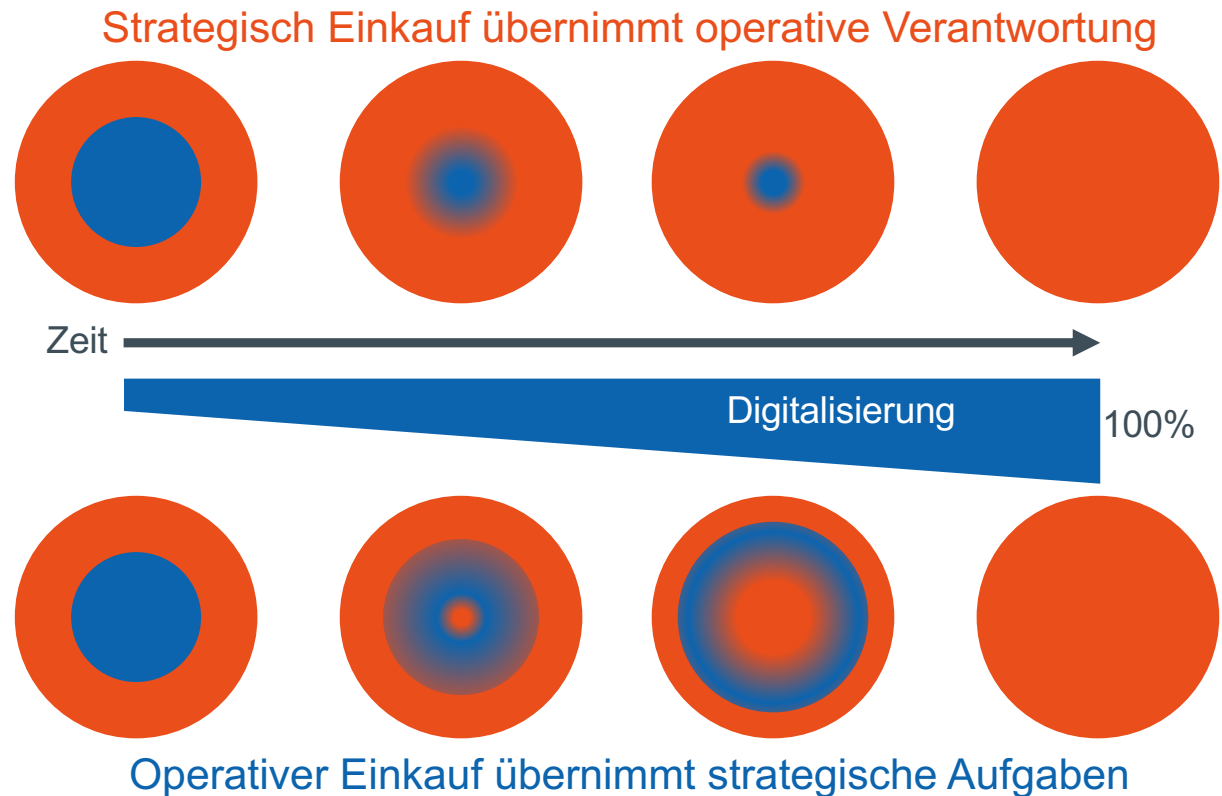 Strategisch Einkauf übernimmt operative Verantwortung
Zeit
Digitalisierung
100%
Operativer Einkauf übernimmt strategische Aufgaben